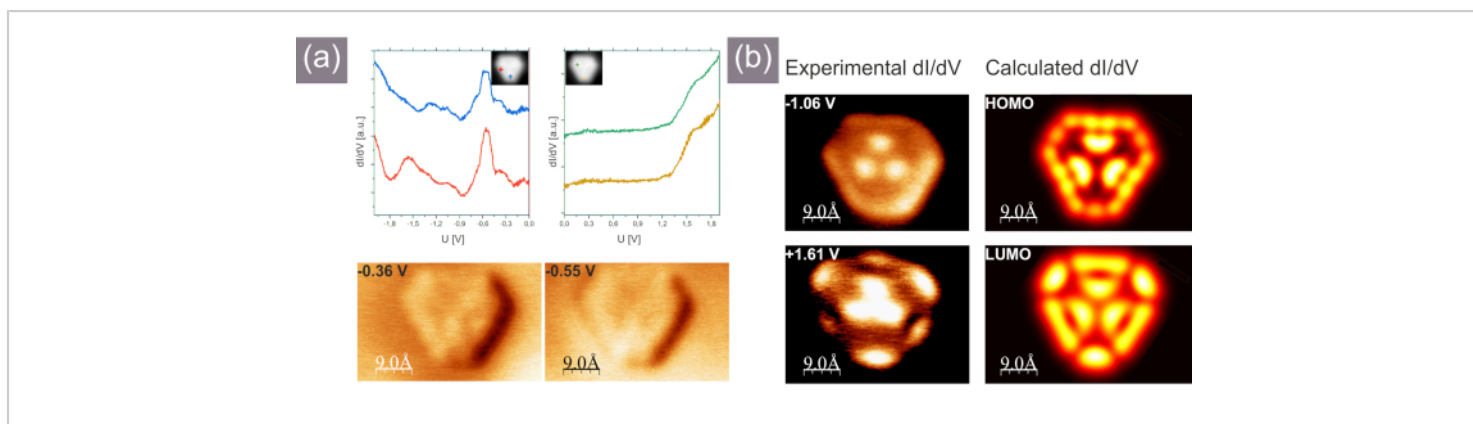 (a)
dI/dV [a.u.]
-1,8 -1,5 -1,2 -0,9 -0,6 -0,3 0,0
U [V]
dI/dV [a.u.]
0,0 0,3 0,6 0,9 1,2 1,5 1,8
U [V]
-0.36 V
9.0Å
-0.55 V
9.0Å
(b)
Experimental dI/dV
Calculated dI/dV
-1.06 V
9.0Å
HOMO
9.0Å
+1.61 V
9.0Å
LUMO
9.0Å